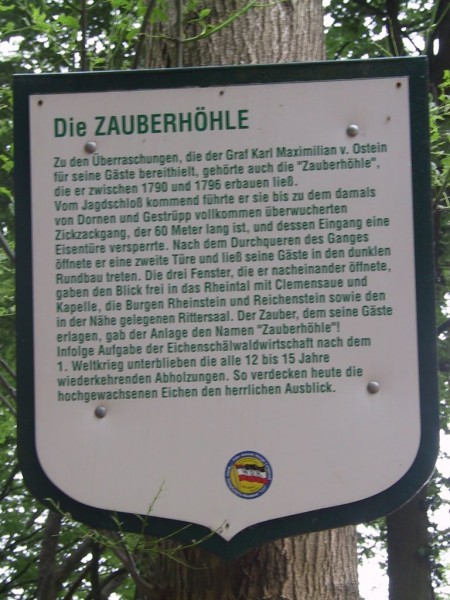 Die ZAUBERHÖHLE
Zu den Überraschungen, die der Graf Karl Maximilian v. Ostein
für seine Gäste bereithielt, gehörte auch die "Zauberhöhle",
die er zwischen 1790 und 1796 erbauen ließ.
Vom Jagdschloß kommend führte er sie bis zu dem damals
von Dornen und Gestrüpp vollkommen überwucherten
Zickzackgang, der 60 Meter lang ist, und dessen Eingang eine
Eisentüre versperrte. Nach dem Durchqueren des Ganges
öffnete er eine zweite Türe und ließ seine Gäste in den dunklen
Rundbau treten. Die drei Fenster, die er nacheinander öffnete,
gaben den Blick frei in das Rheintal mit Clemensaue und
Kapelle, die Burgen Rheinstein und Reichenstein sowie den
in der Nähe gelegenen Rittersaal. Der Zauber, dem seine Gäste
erlagen, gab der Anlage den Namen "Zauberhöhle"!
Infolge Aufgabe der Eichenschälwaldwirtschaft nach dem
1. Weltkrieg unterblieben die alle 12 bis 15 Jahre
wiederkehrenden Abholzungen. So verdecken heute die
hochgewachsenen Eichen den herrlichen Ausblick.